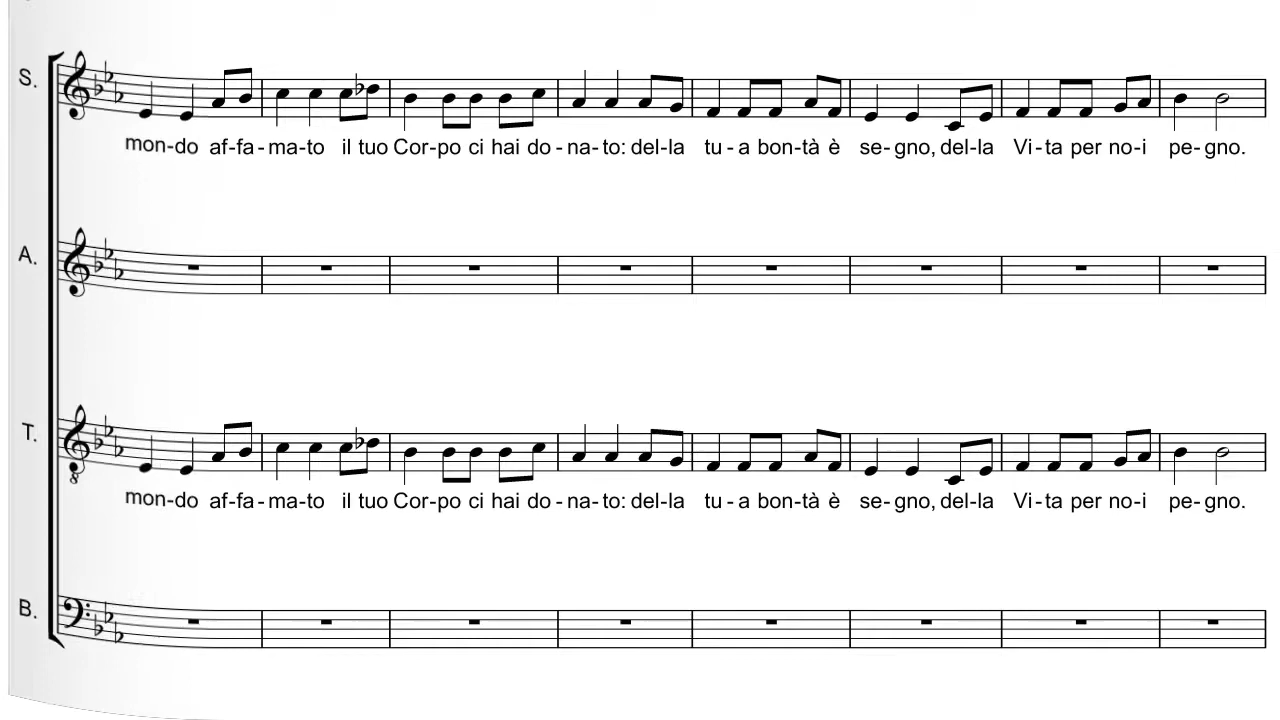 S.
mon-do af-fa-ma-to il tuo Cor-po ci hai do-na-to: del-la tu-a bon-tà è se-gno, del-la Vi-ta per no-i pe-gno.
A.
T.
mon-do af-fa-ma-to il tuo Cor-po ci hai do-na-to: del-la tu-a bon-tà è se-gno, del-la Vi-ta per no-i pe-gno.
B.